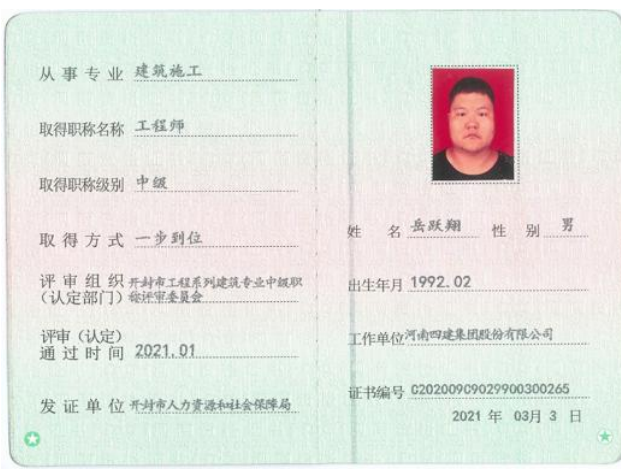 从事专业 建筑施工
取得职称名称 工程师
取得职称级别 中级
取得方式 一步到位
评审组织 开封市工程系列建筑专业中级职
（认定部门） 称评审委员会
评审（认定）
通过时间 2021.01
发证单位 开封市人力资源和社会保障局
姓名 岳跃翔 性别 男
出生年月 1992.02
工作单位 河南四建集团股份有限公司
证书编号 C20200909029900300265
2021 年 03月 3 日